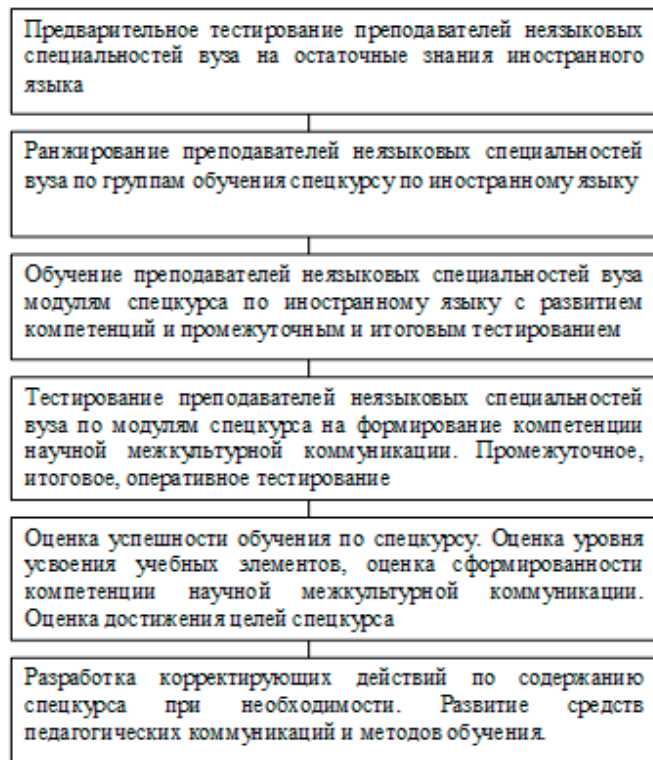 Предварительное тестирование преподавателей неязыковых
специальностей вуза на остаточные знания иностранного
языка
Ранжирование преподавателей неязыковых специальностей
вуза по группам обучения спецкурсу по иностранному языку
Обучение преподавателей неязыковых специальностей вуза
модулям спецкурса по иностранному языку с развитием
компетенций и промежуточным и итоговым тестированием
Тестирование преподавателей неязыковых специальностей
вуза по модулям спецкурса на формирование компетенции
научной межкультурной коммуникации. Промежуточное,
итоговое, оперативное тестирование
Оценка успешности обучения по спецкурсу. Оценка уровня
усвоения учебных элементов, оценка сформированности
компетенции научной межкультурной коммуникации.
Оценка достижения целей спецкурса
Разработка корректирующих действий по содержанию
спецкурса при необходимости. Развитие средств
педагогических коммуникаций и методов обучения.